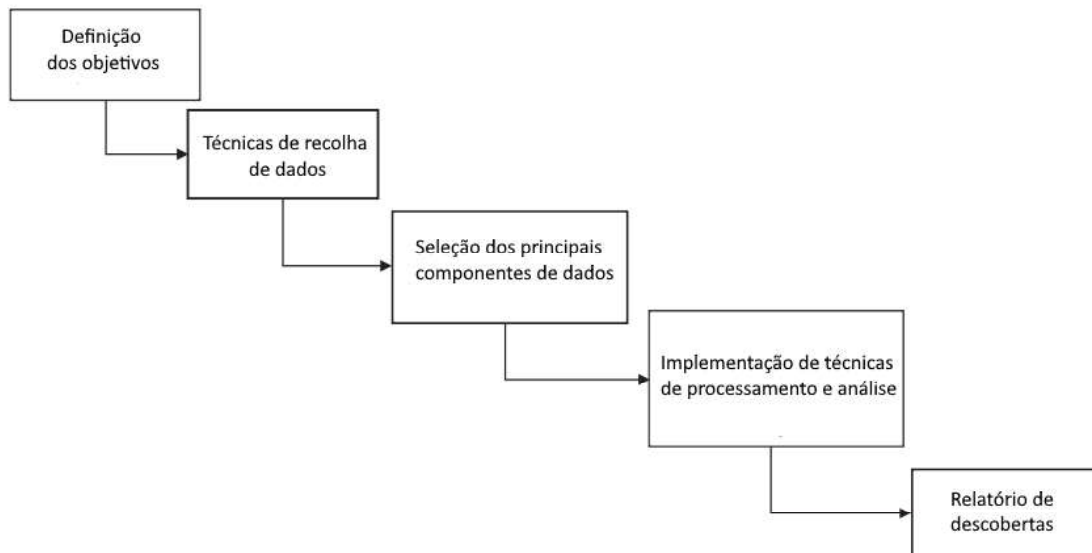 Definição
dos objetivos
Técnicas de recolha
de dados
Seleção dos principais
componentes de dados
Implementação de técnicas
de processamento e análise
Relatório de
descobertas